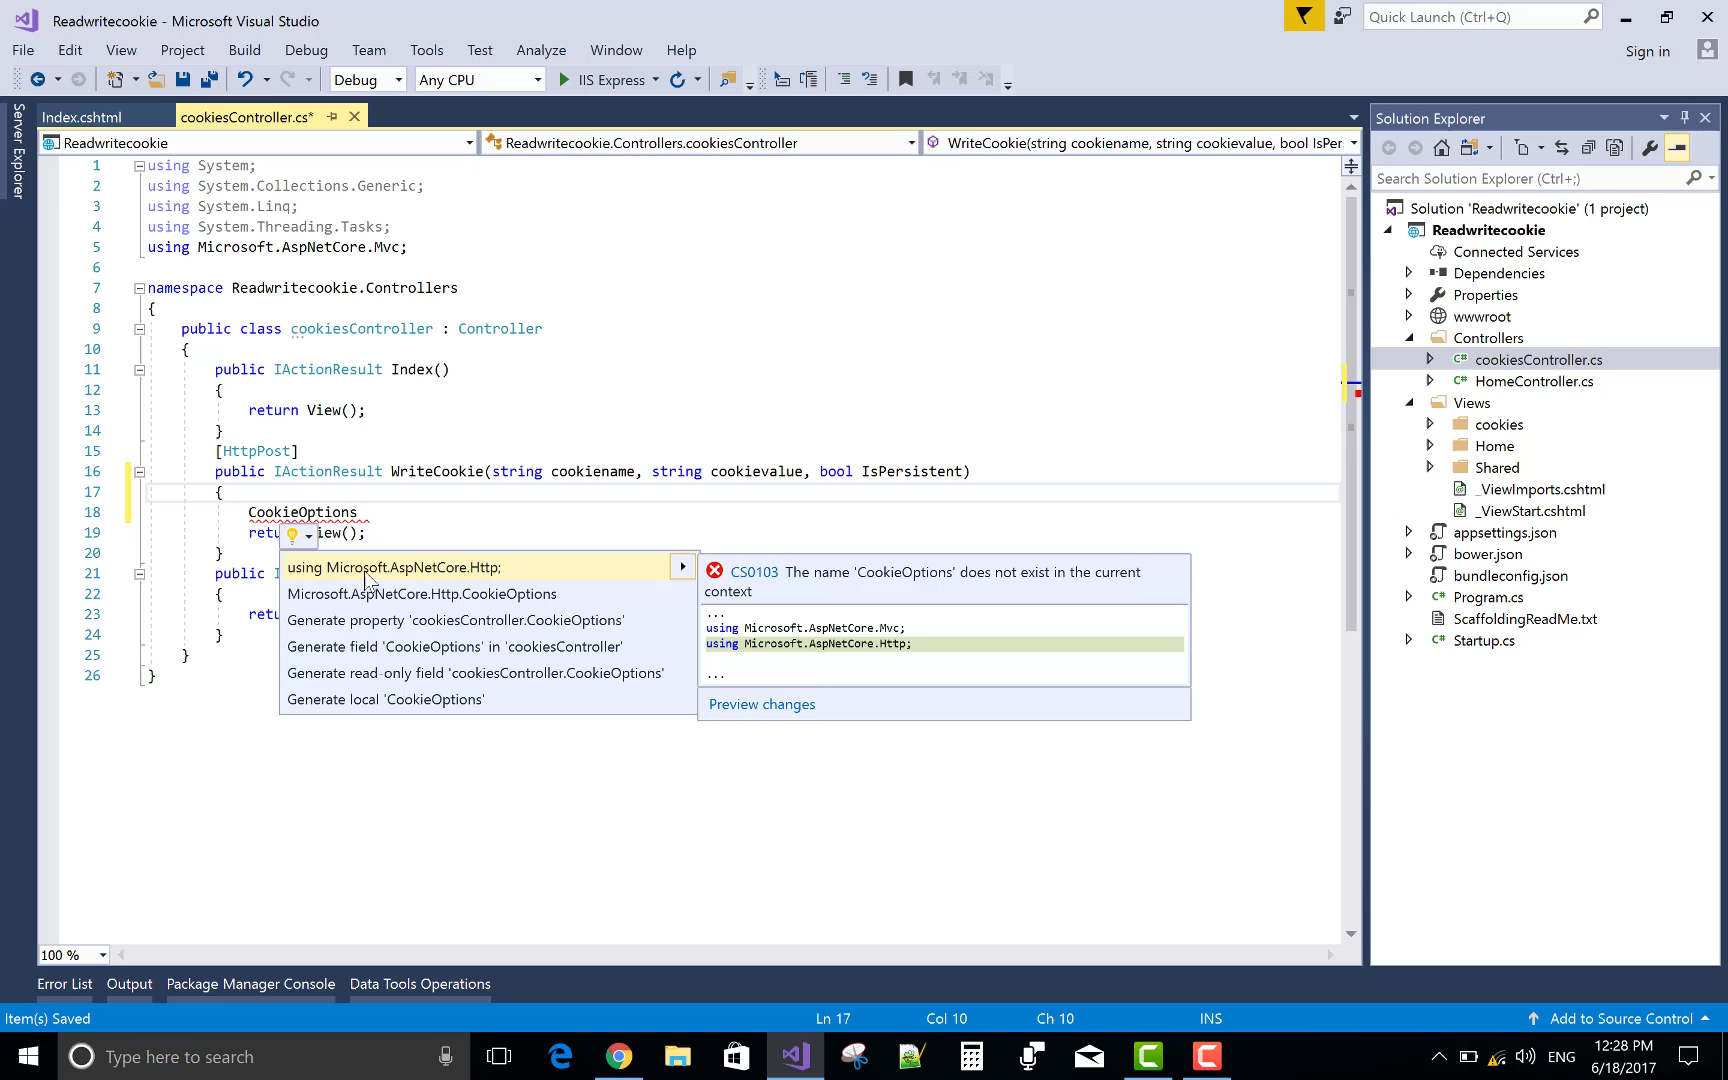 Readwritecookie - Microsoft Visual Studio
Quick Launch (Ctrl+Q)
File Edit View Project Build Debug Team Tools Test Analyze Window Help
Sign in
Debug Any CPU IIS Express
Server Explorer
Index.cshtml cookiesController.cs*
Readwritecookie Readwritecookie.Controllers.cookiesController WriteCookie(string cookiename, string cookievalue, bool IsPer
1 using System;
2 using System.Collections.Generic;
3 using System.Linq;
4 using System.Threading.Tasks;
5 using Microsoft.AspNetCore.Mvc;
6
7 namespace Readwritecookie.Controllers
8 {
9 public class cookiesController : Controller
10 {
11 public IActionResult Index()
12 {
13 return View();
14 }
15 [HttpPost]
16 public IActionResult WriteCookie(string cookiename, string cookievalue, bool IsPersistent)
17 {
18 CookieOptions
19 retu iew();
20 }
21 public I
22 {
23 retu
24 }
25 }
26 }
using Microsoft.AspNetCore.Http;
Microsoft.AspNetCore.Http.CookieOptions
Generate property 'cookiesController.CookieOptions'
Generate field 'CookieOptions' in 'cookiesController'
Generate read-only field 'cookiesController.CookieOptions'
Generate local 'CookieOptions'
CS0103 The name 'CookieOptions' does not exist in the current
context
...
using Microsoft.AspNetCore.Mvc;
using Microsoft.AspNetCore.Http;
...
Preview changes
100 %
Solution Explorer
Search Solution Explorer (Ctrl+;)
Solution 'Readwritecookie' (1 project)
Readwritecookie
Connected Services
Dependencies
Properties
wwwroot
Controllers
C# cookiesController.cs
C# HomeController.cs
Views
cookies
Home
Shared
_ViewImports.cshtml
_ViewStart.cshtml
appsettings.json
bower.json
bundleconfig.json
C# Program.cs
ScaffoldingReadMe.txt
C# Startup.cs
Error List Output Package Manager Console Data Tools Operations
Item(s) Saved Ln 17 Col 10 Ch 10 INS Add to Source Control
Type here to search
ENG
12:28 PM
6/18/2017